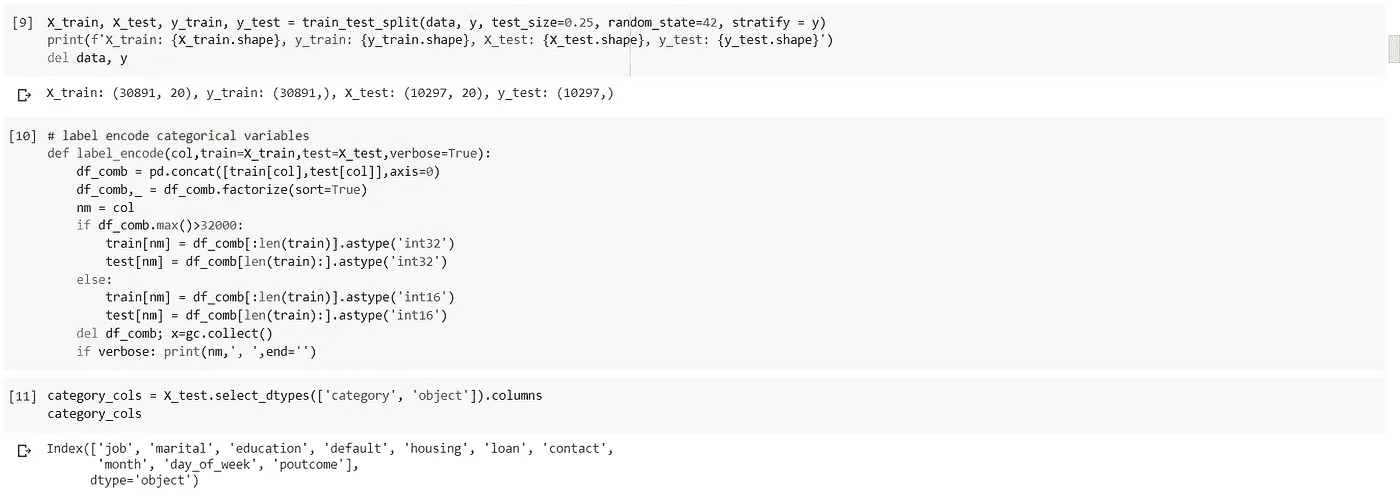 [9] X_train, X_test, y_train, y_test = train_test_split(data, y, test_size=0.25, random_state=42, stratify = y)
print(f'X_train: {X_train.shape}, y_train: {y_train.shape}, X_test: {X_test.shape}, y_test: {y_test.shape}')
del data, y
X_train: (30891, 20), y_train: (30891,), X_test: (10297, 20), y_test: (10297,)
[10] # label encode categorical variables
def label_encode(col,train=X_train,test=X_test,verbose=True):
    df_comb = pd.concat([train[col],test[col]],axis=0)
    df_comb,_ = df_comb.factorize(sort=True)
    nm = col
    if df_comb.max()>32000:
        train[nm] = df_comb[:len(train)].astype('int32')
        test[nm] = df_comb[len(train):].astype('int32')
    else:
        train[nm] = df_comb[:len(train)].astype('int16')
        test[nm] = df_comb[len(train):].astype('int16')
    del df_comb; x=gc.collect()
    if verbose: print(nm,', ',end='')
[11] category_cols = X_test.select_dtypes(['category', 'object']).columns
category_cols
Index(['job', 'marital', 'education', 'default', 'housing', 'loan', 'contact',
       'month', 'day_of_week', 'poutcome'],
      dtype='object')